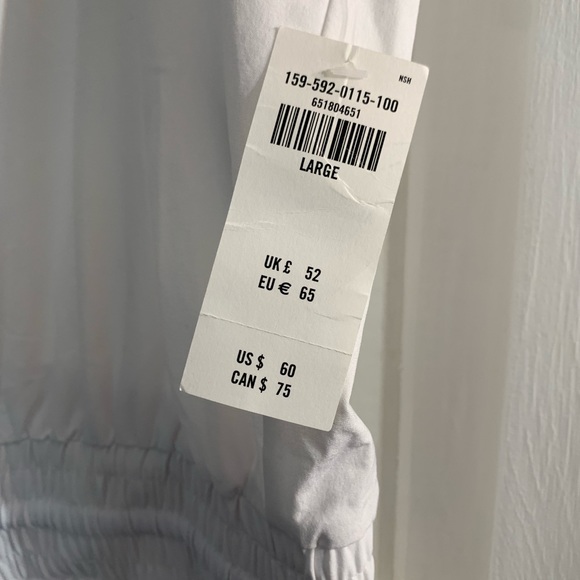 NSH
159-592-0115-100
651804651
LARGE
UK £ 52
EU € 65
US $ 60
CAN $ 75